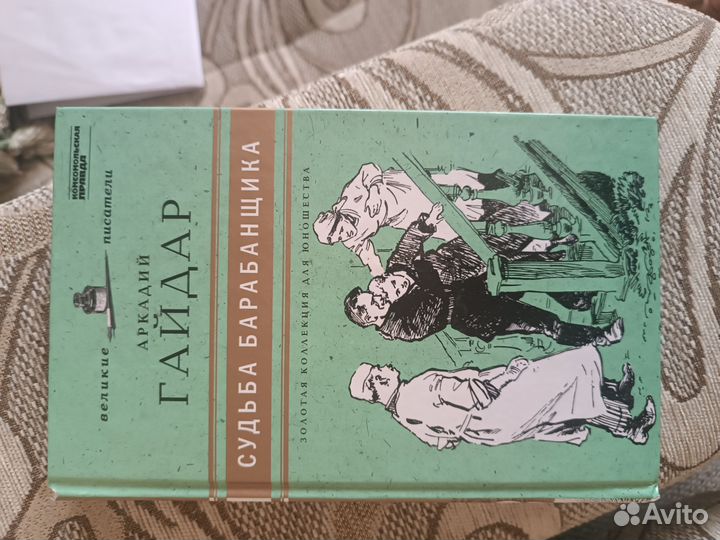 КОМСОМОЛЬСКАЯ
ПРАВДА
великие писатели
АРКАДИЙ
ГАЙДАР
СУДЬБА БАРАБАНЩИКА
ЗОЛОТАЯ КОЛЛЕКЦИЯ ДЛЯ ЮНОШЕСТВА
Avito